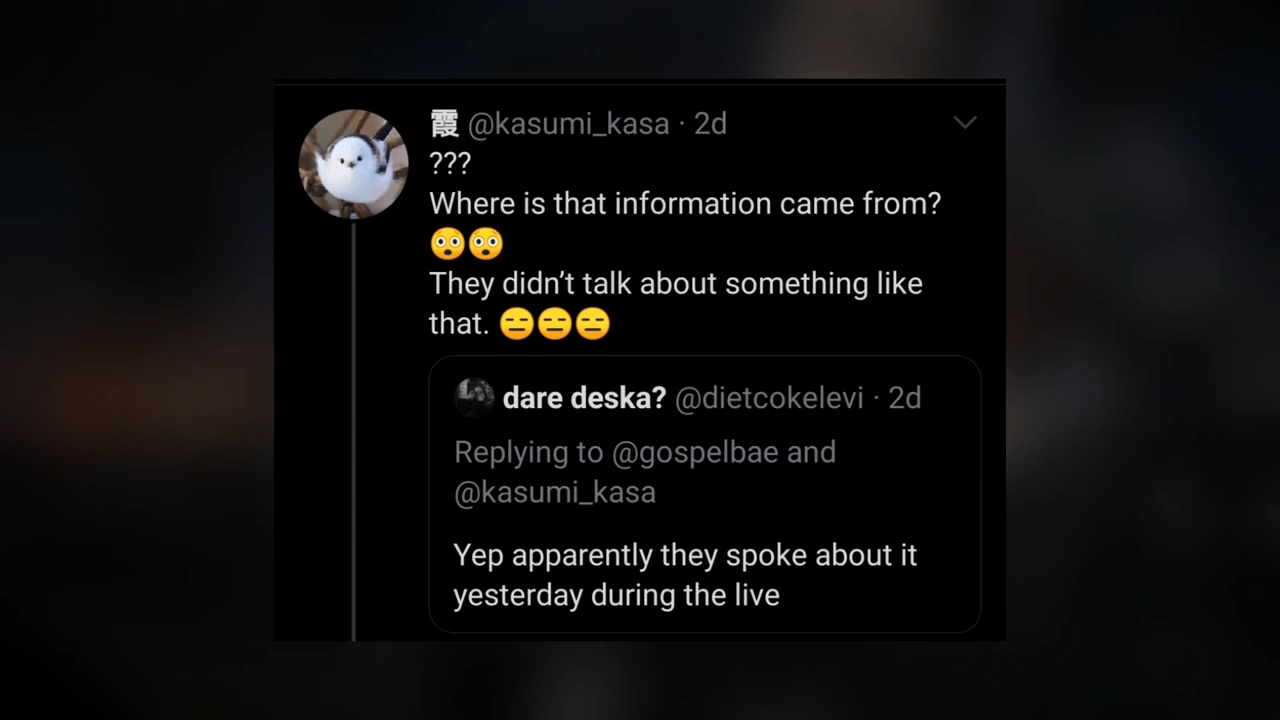 霞 @kasumi_kasa · 2d
???
Where is that information came from?
😳😳
They didn’t talk about something like
that. 😑😑😑
dare deska? @dietcokelevi · 2d
Replying to @gospelbae and
@kasumi_kasa
Yep apparently they spoke about it
yesterday during the live